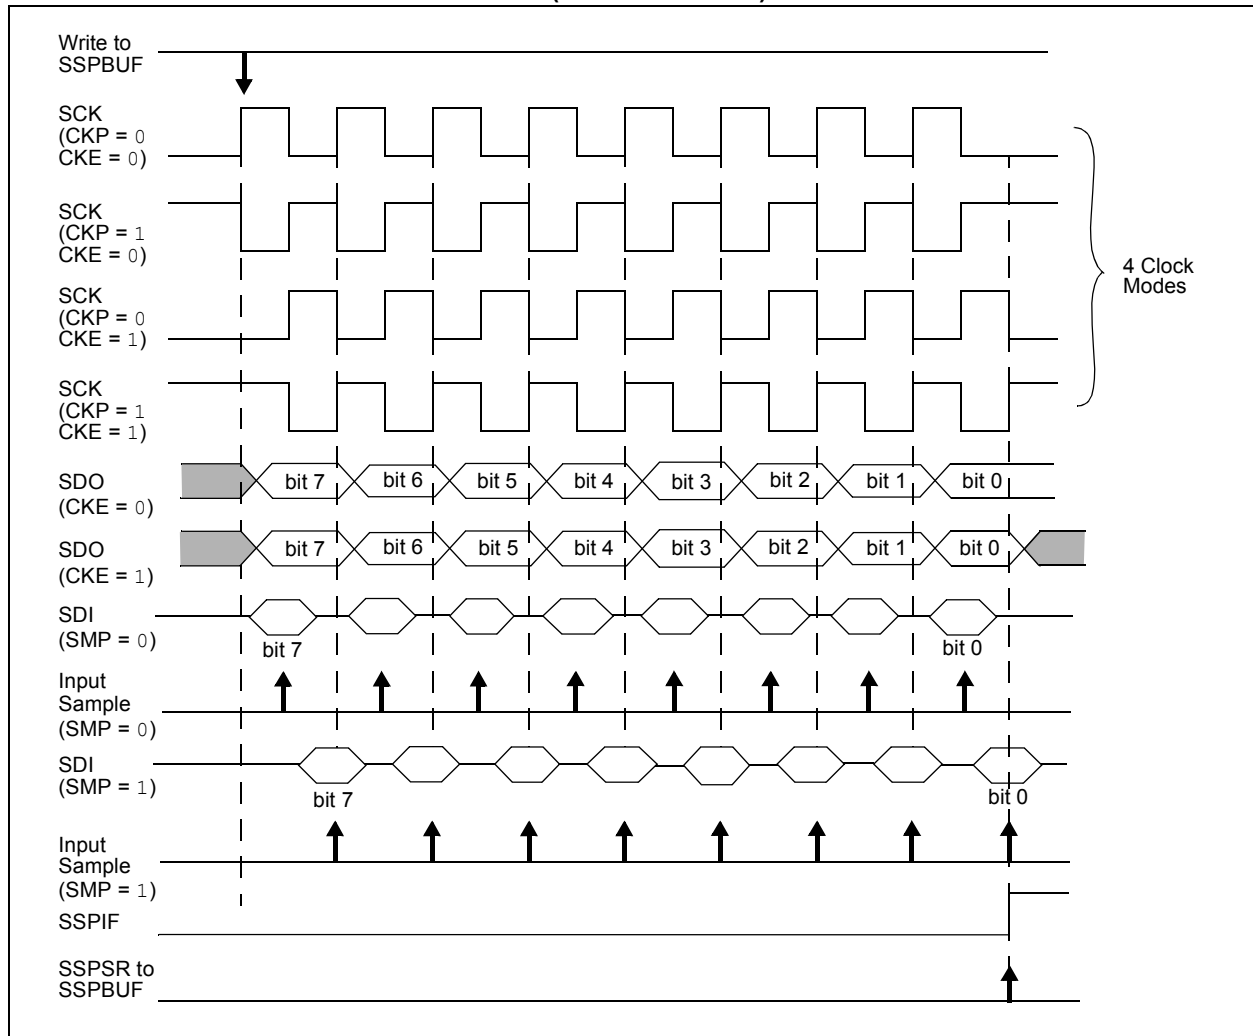 Write to
SSPBUF
SCK
(CKP = 0
CKE = 0)
SCK
(CKP = 1
CKE = 0)
SCK
(CKP = 0
CKE = 1)
SCK
(CKP = 1
CKE = 1)
4 Clock
Modes
SDO
(CKE = 0)
bit 7 bit 6 bit 5 bit 4 bit 3 bit 2 bit 1 bit 0
SDO
(CKE = 1)
bit 7 bit 6 bit 5 bit 4 bit 3 bit 2 bit 1 bit 0
SDI
(SMP = 0)
bit 7 bit 0
Input
Sample
(SMP = 0)
SDI
(SMP = 1)
bit 7 bit 0
Input
Sample
(SMP = 1)
SSPIF
SSPSR to
SSPBUF